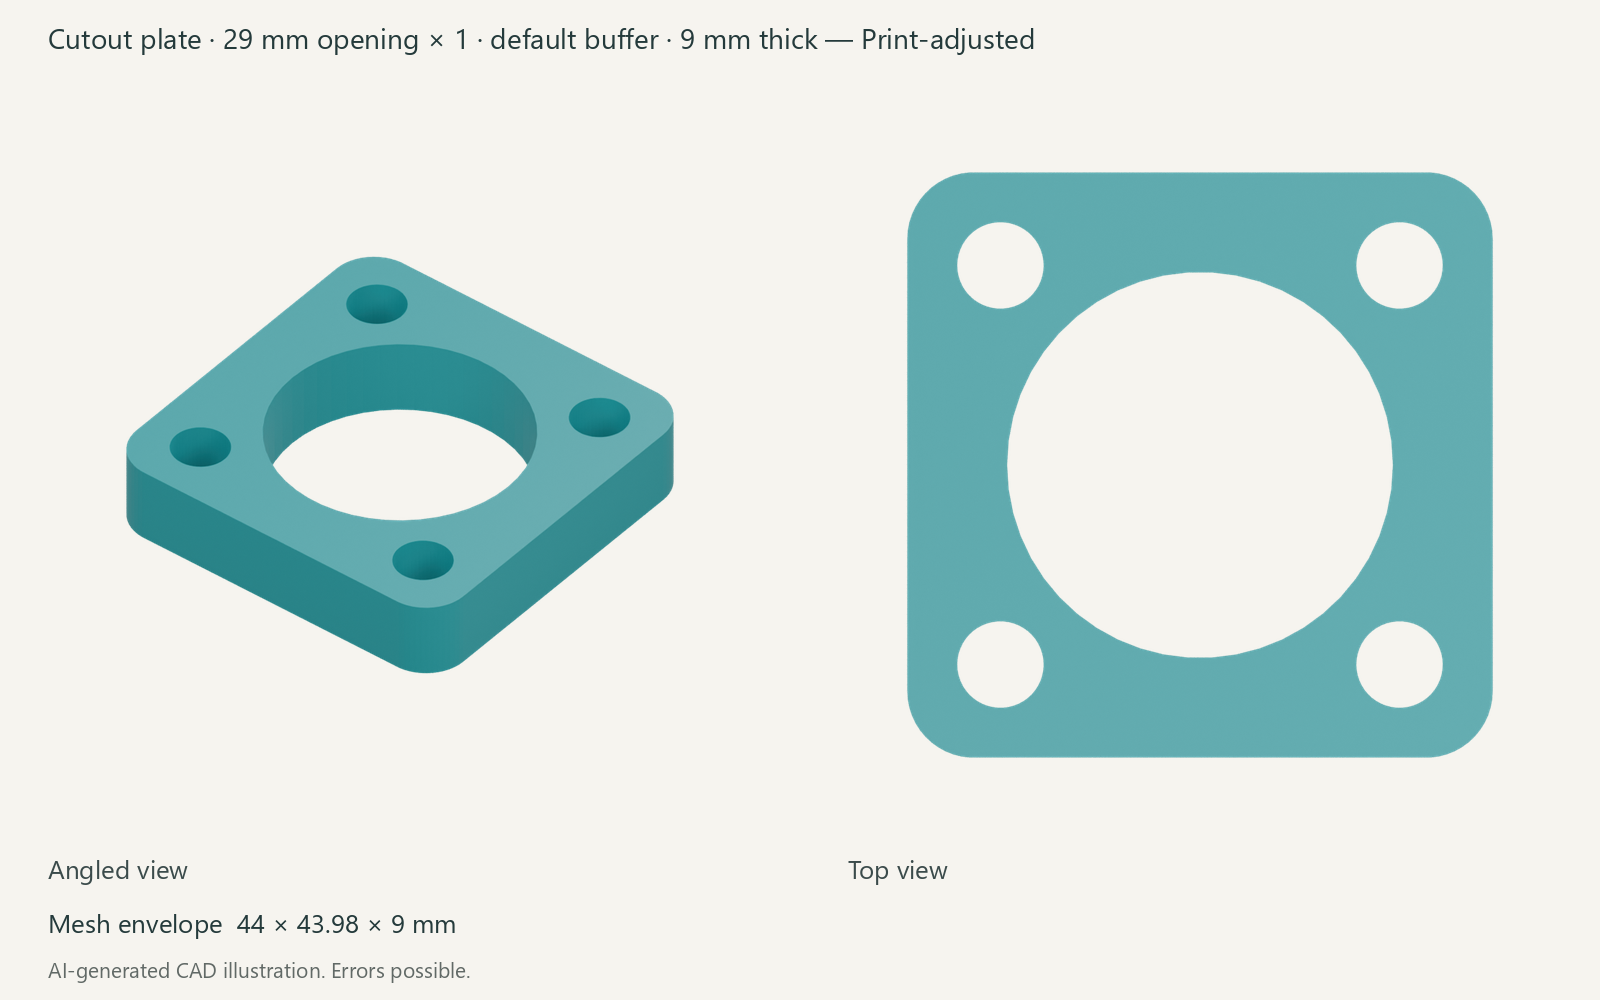 Cutout plate · 29 mm opening × 1 · default buffer · 9 mm thick — Print-adjusted
Angled view
Top view
Mesh envelope 44 × 43.98 × 9 mm
AI-generated CAD illustration. Errors possible.